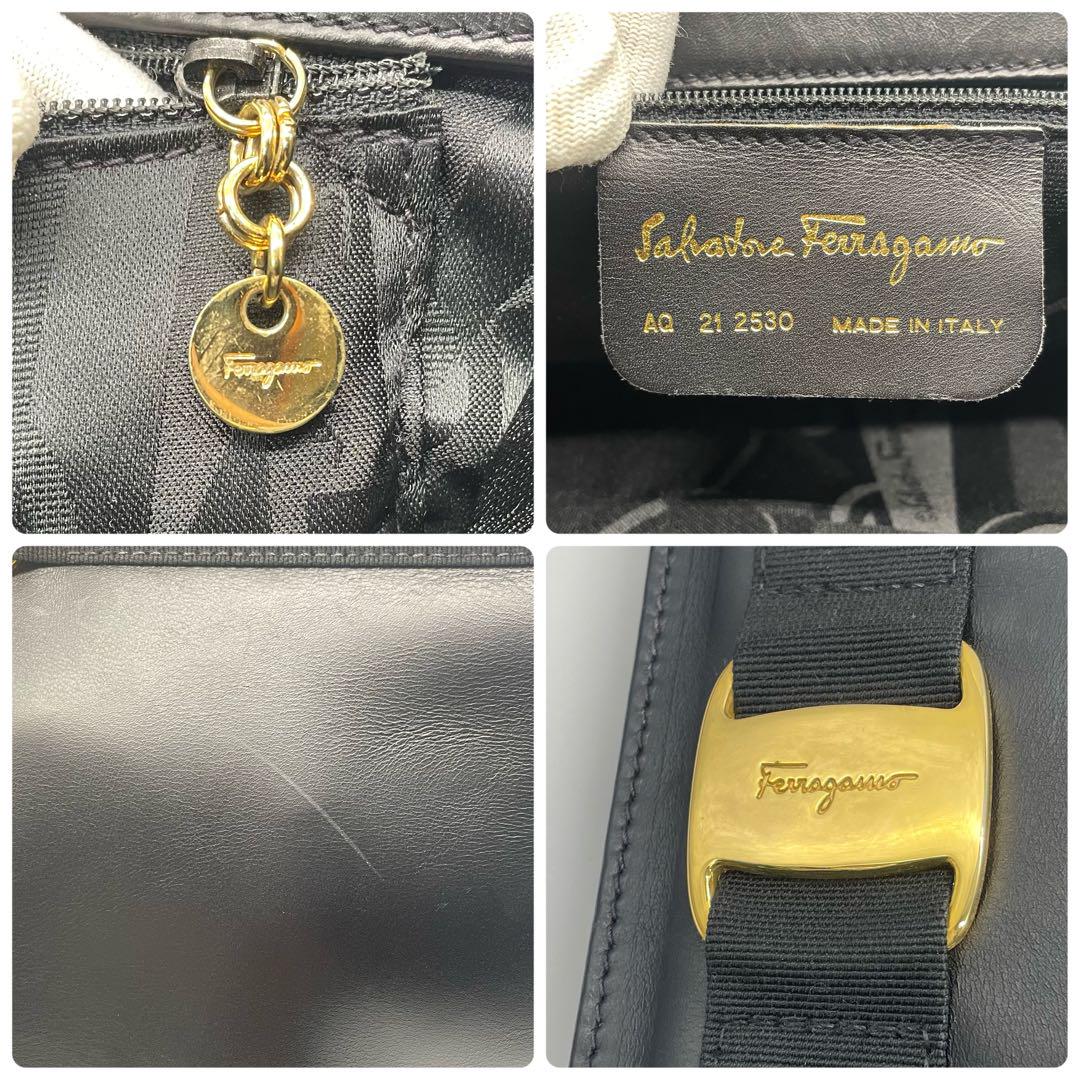 Ferragamo
Salvatore Ferragamo
AQ 21 2530 MADE IN ITALY
Ferragamo